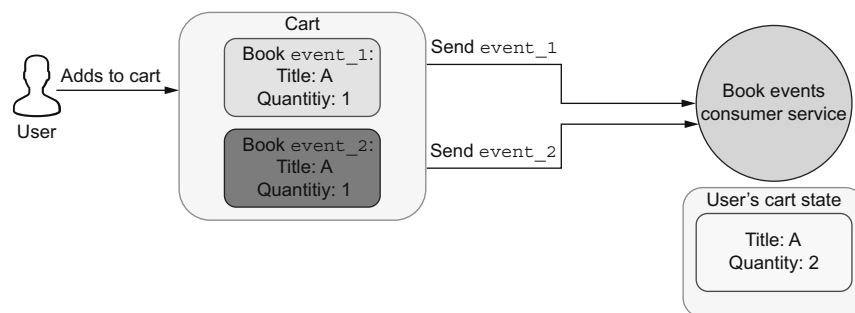 User
Adds to cart
Cart
Book event_1:
Title: A
Quantitiy: 1
Book event_2:
Title: A
Quantitiy: 1
Send event_1
Send event_2
Book events
consumer service
User’s cart state
Title: A
Quantity: 2